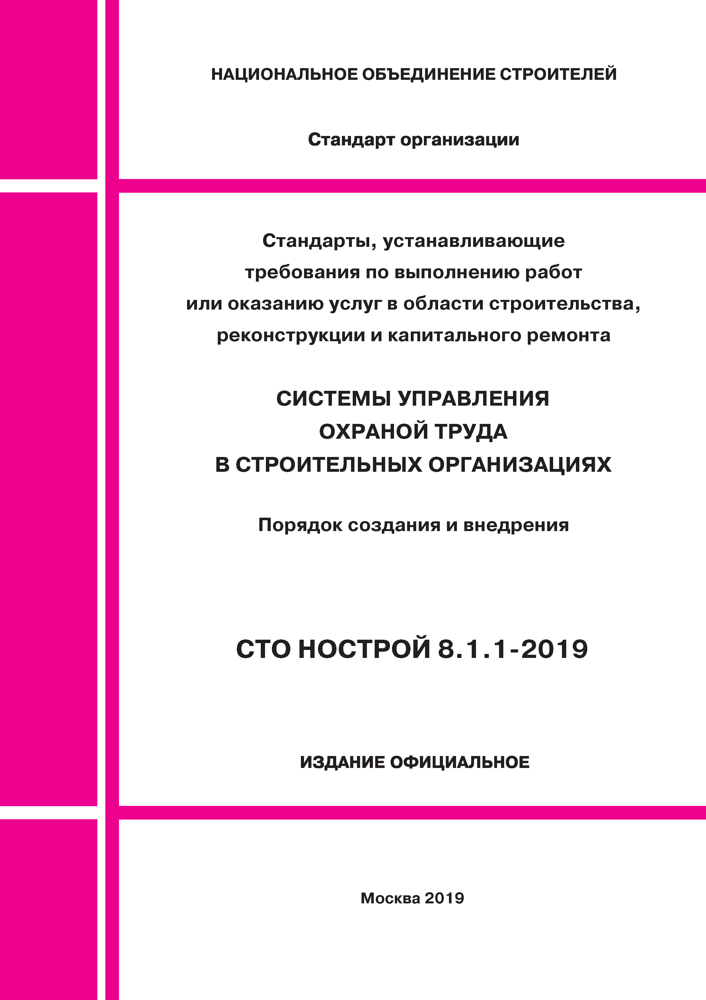 НАЦИОНАЛЬНОЕ ОБЪЕДИНЕНИЕ СТРОИТЕЛЕЙ
Стандарт организации
Стандарты, устанавливающие
требования по выполнению работ
или оказанию услуг в области строительства,
реконструкции и капитального ремонта
СИСТЕМЫ УПРАВЛЕНИЯ
ОХРАНОЙ ТРУДА
В СТРОИТЕЛЬНЫХ ОРГАНИЗАЦИЯХ
Порядок создания и внедрения
СТО НОСТРОЙ 8.1.1-2019
ИЗДАНИЕ ОФИЦИАЛЬНОЕ
Москва 2019